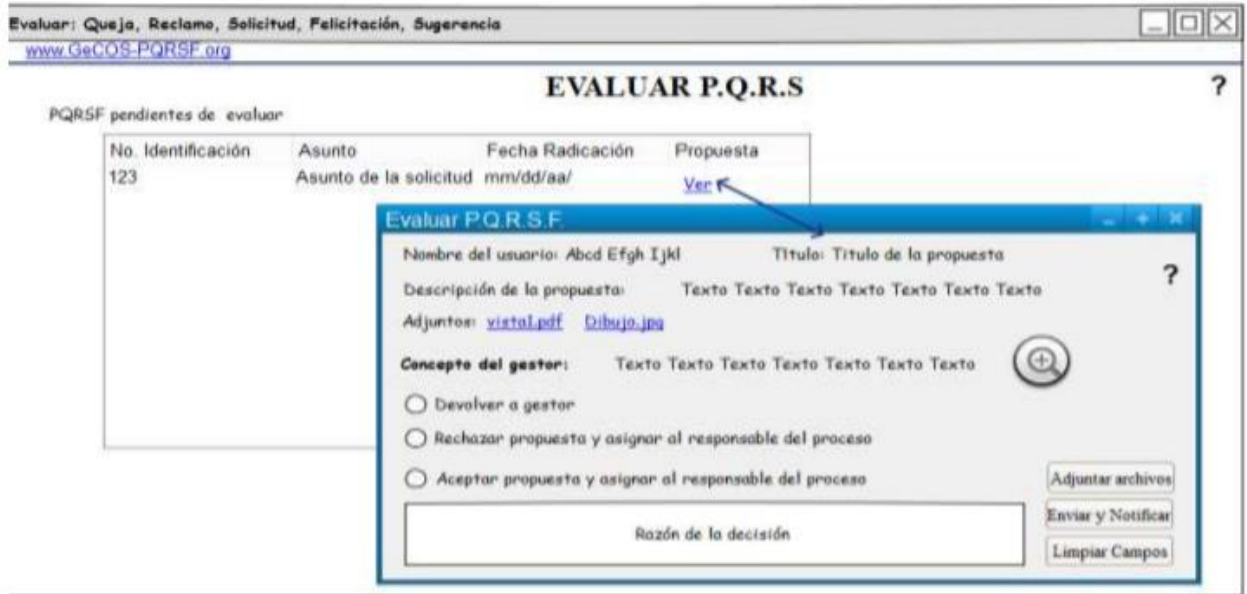 Evaluar: Queja, Reclamo, Solicitud, Felicitación, Sugerencia
www.GeCOS-PQRSF.org
EVALUAR P.Q.R.S
?
PQRSF pendientes de evaluar
No. Identificación Asunto Fecha Radicación Propuesta
123 Asunto de la solicitud mm/dd/aa/ Ver
Evaluar P.Q.R.S.F.
Nombre del usuario: Abcd Efgh Ijkl Título: Titulo de la propuesta
?
Descripción de la propuesta: Texto Texto Texto Texto Texto Texto Texto
Adjuntos: vista1.pdf Dibujo.jpg
Concepto del gestor: Texto Texto Texto Texto Texto Texto Texto
Devolver a gestor
Rechazar propuesta y asignar al responsable del proceso
Aceptar propuesta y asignar al responsable del proceso
Adjuntar archivos
Enviar y Notificar
Razón de la decisión
Limpiar Campos